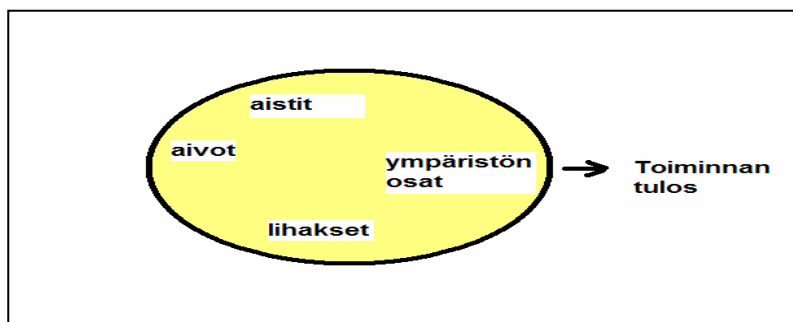 aistit
aivot
ympäristön
osat
lihakset
Toiminnan
tulos